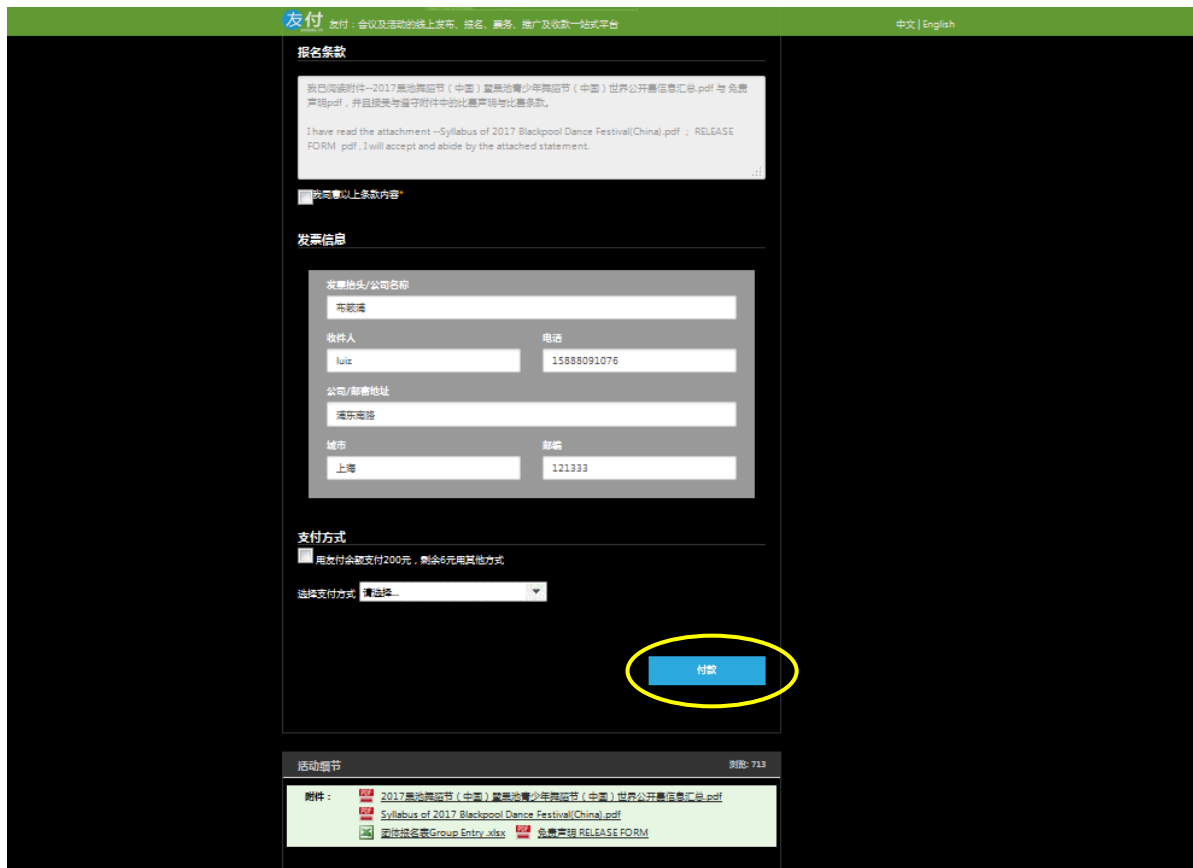 友付 友付：会议及活动的线上发布、报名、票务、推广及收款一站式平台 中文 | English
报名条款
我已阅读附件--2017黑池舞蹈节（中国）暨黑池青少年舞蹈节（中国）世界公开赛信息汇总.pdf 与 免责
声明pdf，并且接受与遵守附件中的比赛声明与比赛条款。
I have read the attachment --Syllabus of 2017 Blackpool Dance Festival(China).pdf ； RELEASE
FORM pdf , I will accept and abide by the attached statement.
我同意以上条款内容*
发票信息
发票抬头/公司名称
布菠浦
收件人 电话
luiz 15888091076
公司/邮寄地址
浦东南路
城市 邮编
上海 121333
支付方式
用友付余额支付200元，剩余6元用其他方式
选择支付方式 请选择...
付款
活动细节 浏览: 713
附件： 2017黑池舞蹈节（中国）暨黑池青少年舞蹈节（中国）世界公开赛信息汇总.pdf
Syllabus of 2017 Blackpool Dance Festival(China).pdf
团体报名表Group Entry .xlsx 免责声明 RELEASE FORM